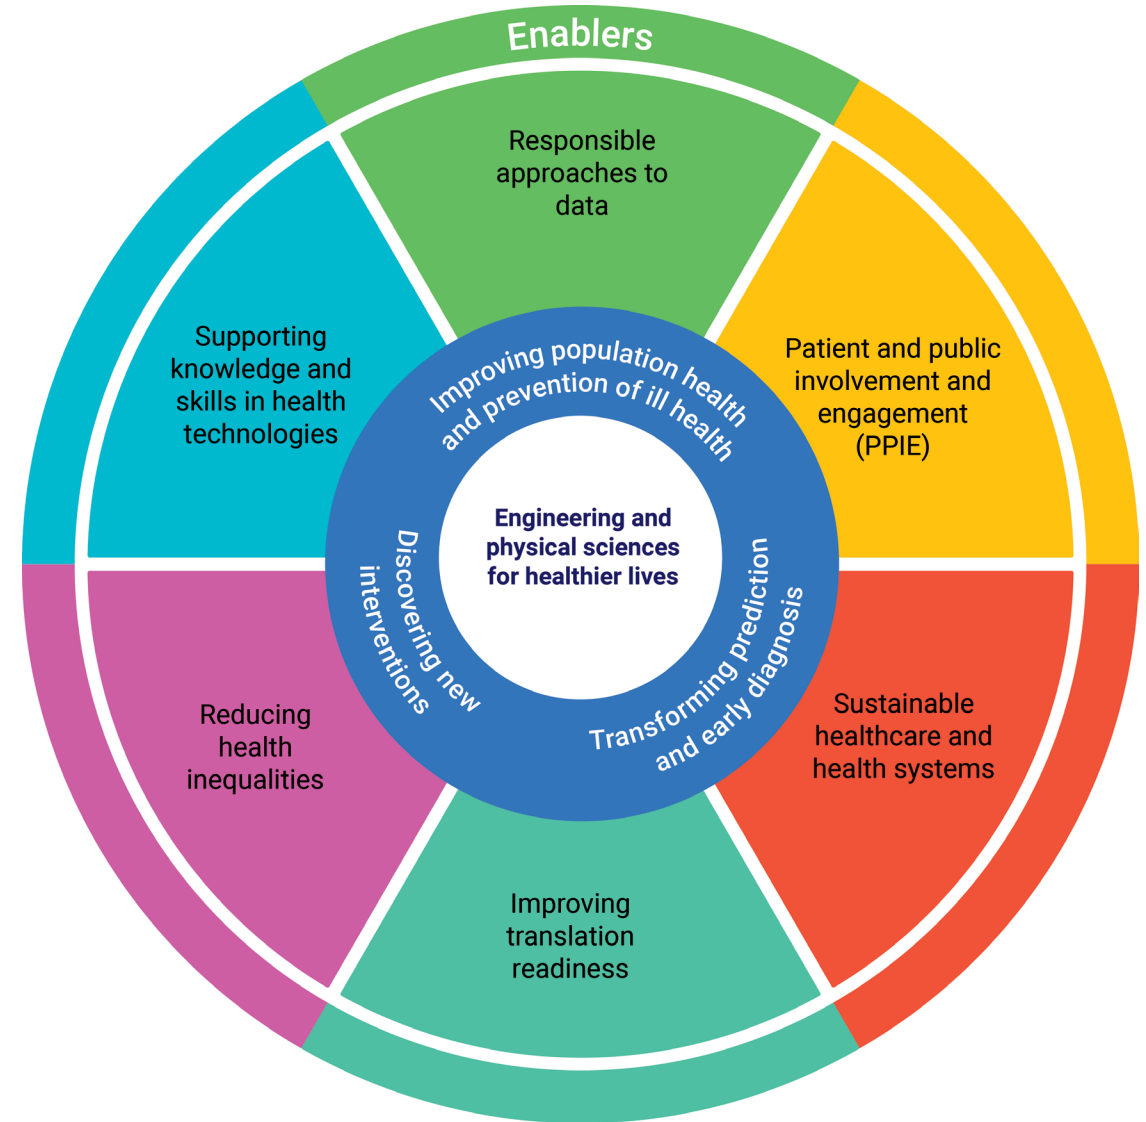 Enablers
Responsible
approaches to
data
Patient and public
involvement and
engagement
(PPIE)
Sustainable
healthcare and
health systems
Improving
translation
readiness
Reducing
health
inequalities
Supporting
knowledge and
skills in health
technologies
Improving population health
and prevention of ill health
Transforming prediction
and early diagnosis
Discovering new
interventions
Engineering and
physical sciences
for healthier lives